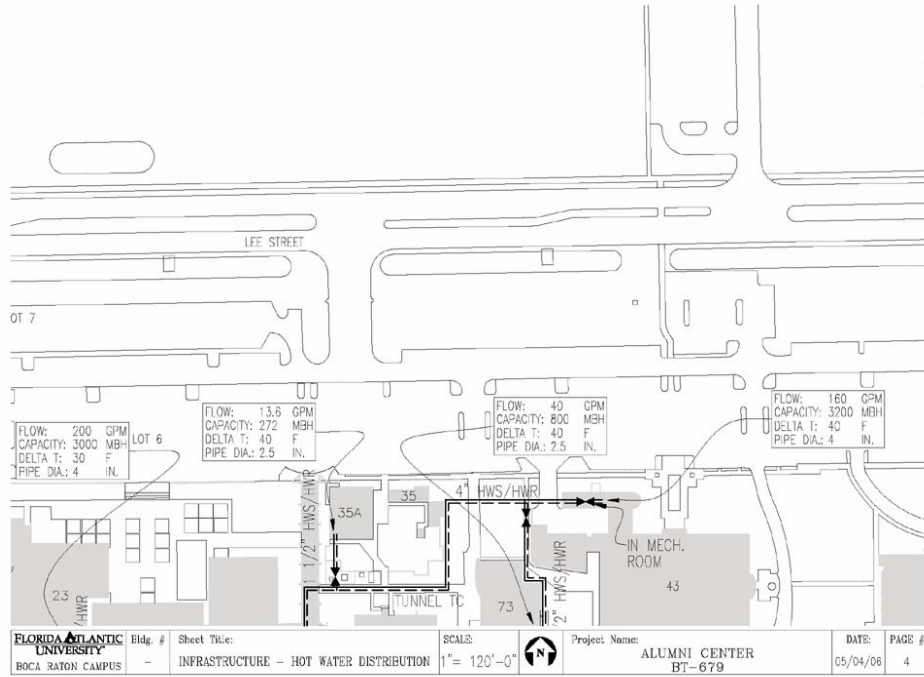 LEE STREET
OT 7
LOT 6
FLOW: 200 GPM
CAPACITY: 3000 MBH
DELTA T: 30 F
PIPE DIA.: 4 IN.
FLOW: 13.6 GPM
CAPACITY: 272 MBH
DELTA T: 40 F
PIPE DIA.: 2.5 IN.
FLOW: 40 GPM
CAPACITY: 800 MBH
DELTA T: 40 F
PIPE DIA.: 2.5 IN.
FLOW: 160 GPM
CAPACITY: 3200 MBH
DELTA T: 40 F
PIPE DIA.: 4 IN.
1 1/2" HWS/HWR
35A
35
4" HWS/HWR
IN MECH.
ROOM
2" HWS/HWR
43
23
HWR
TUNNEL TC
73
FLORIDA ATLANTIC
UNIVERSITY
BOCA RATON CAMPUS
Bldg. #
-
Sheet Title:
INFRASTRUCTURE - HOT WATER DISTRIBUTION
SCALE:
1"= 120'-0"
N
Project Name:
ALUMNI CENTER
BT-679
DATE:
05/04/06
PAGE #
4